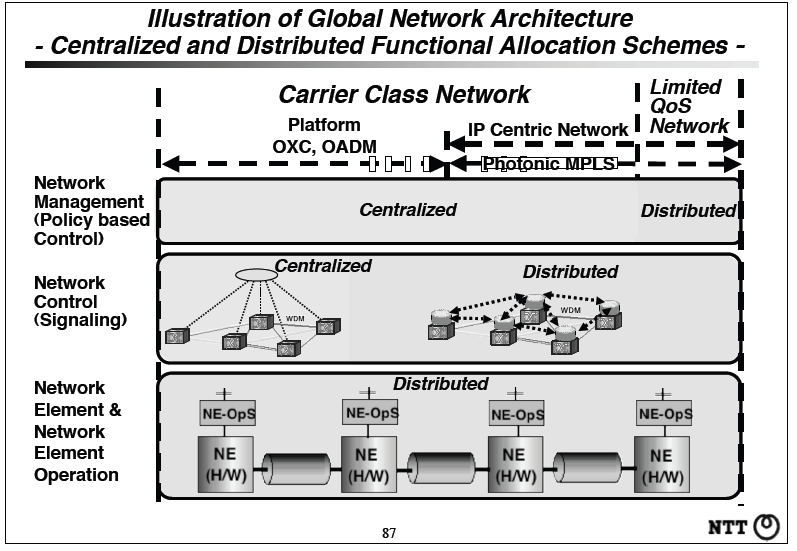 Illustration of Global Network Architecture
- Centralized and Distributed Functional Allocation Schemes -
Carrier Class Network
Limited
QoS
Network
Platform
OXC, OADM
IP Centric Network
Photonic MPLS
Network
Management
(Policy based
Control)
Centralized
Distributed
Network
Control
(Signaling)
Centralized
WDM
Distributed
WDM
Network
Element &
Network
Element
Operation
Distributed
NE-OpS
NE-OpS
NE-OpS
NE-OpS
NE
(H/W)
NE
(H/W)
NE
(H/W)
NE
(H/W)
87
NTT